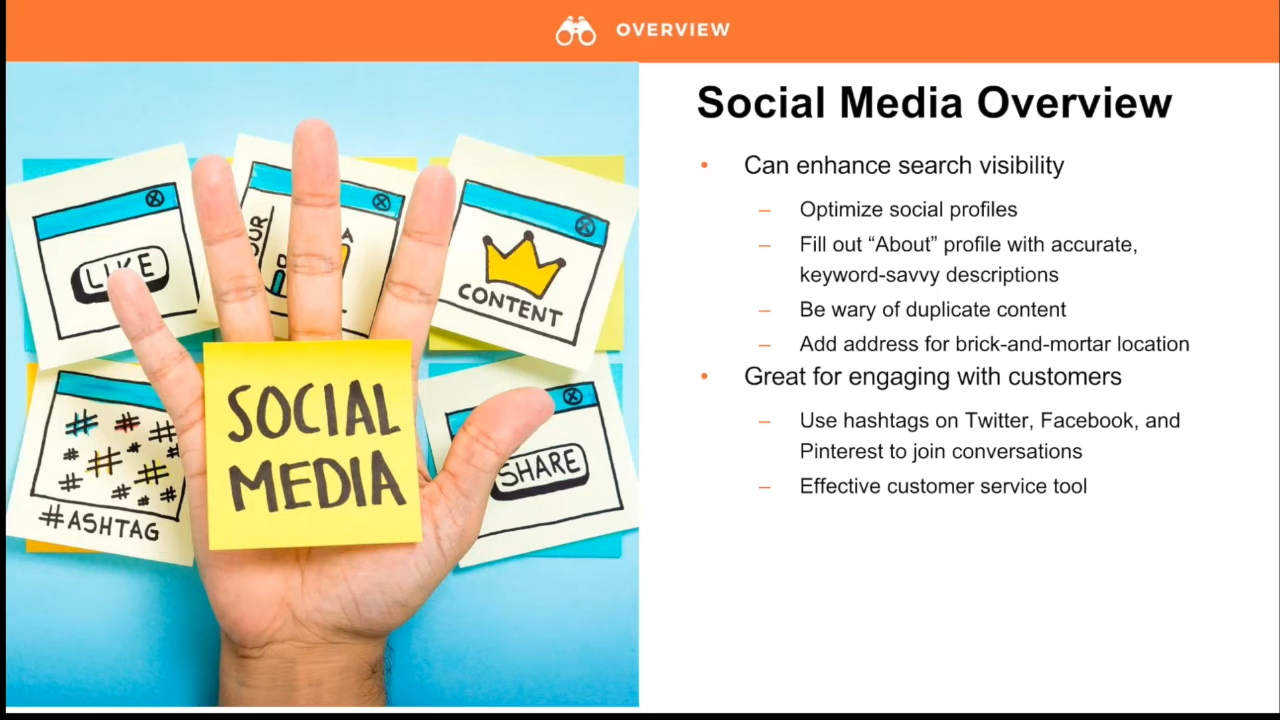 OVERVIEW
Social Media Overview
• Can enhance search visibility
– Optimize social profiles
– Fill out “About” profile with accurate,
keyword-savvy descriptions
– Be wary of duplicate content
– Add address for brick-and-mortar location
• Great for engaging with customers
– Use hashtags on Twitter, Facebook, and
Pinterest to join conversations
– Effective customer service tool
LIKE
CONTENT
SOCIAL
MEDIA
#ASHTAG
SHARE